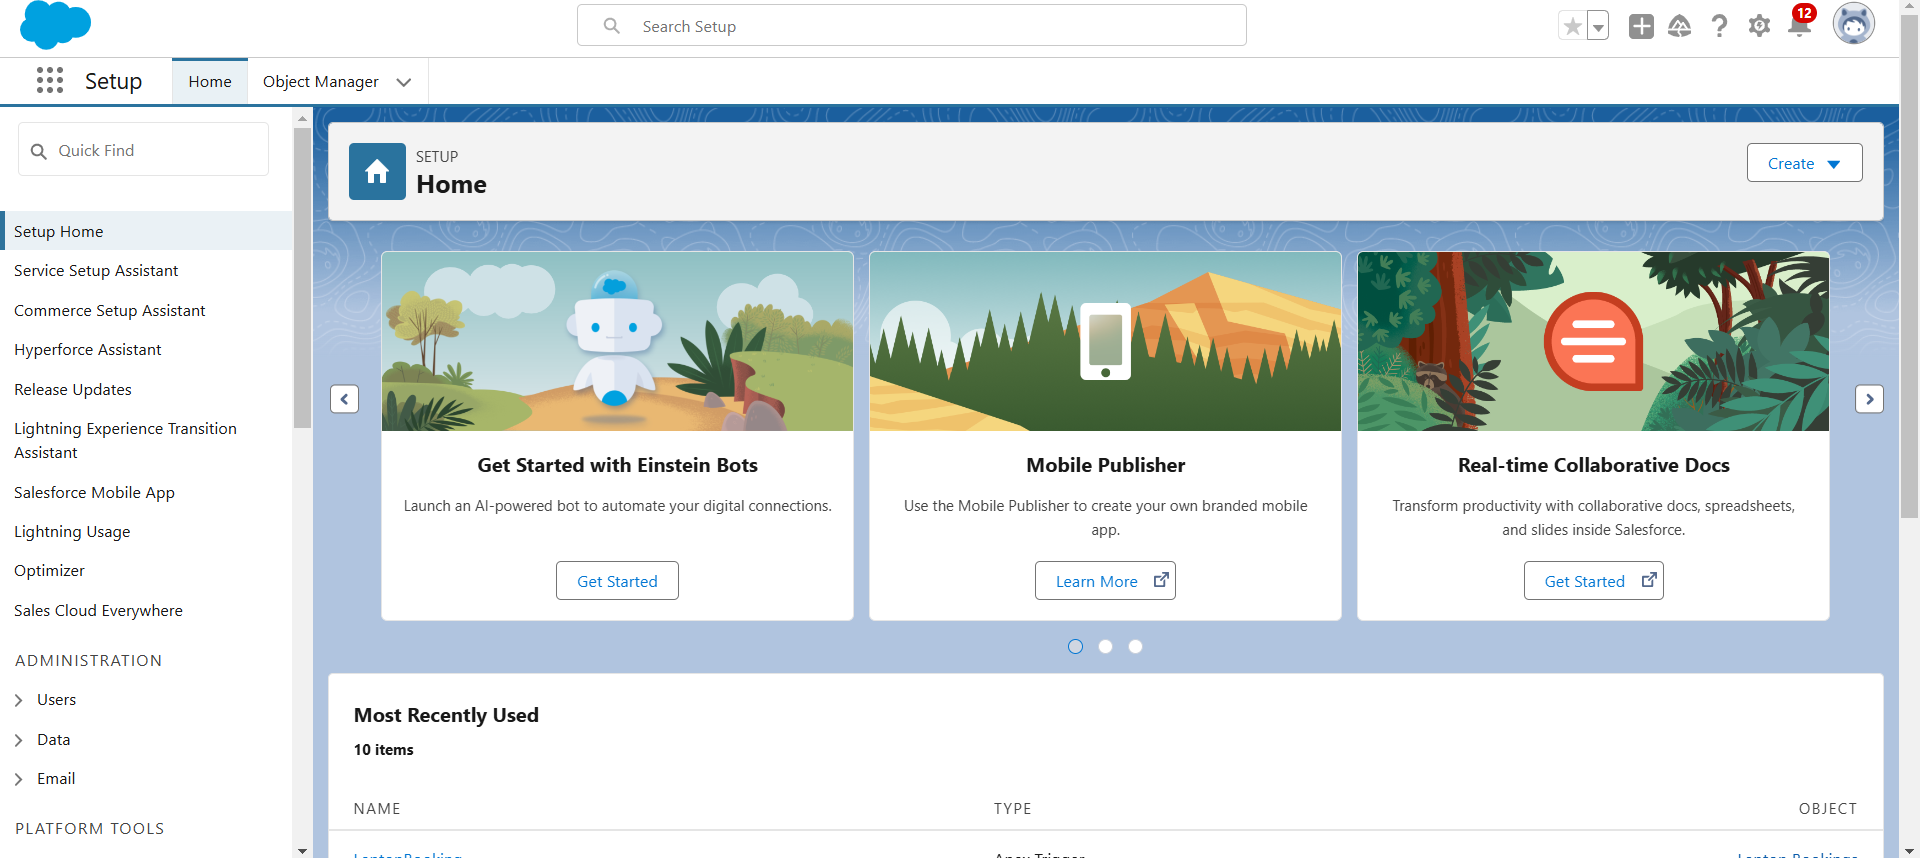 Search Setup
12
Setup
Home
Object Manager
Quick Find
Setup Home
Service Setup Assistant
Commerce Setup Assistant
Hyperforce Assistant
Release Updates
Lightning Experience Transition
Assistant
Salesforce Mobile App
Lightning Usage
Optimizer
Sales Cloud Everywhere
ADMINISTRATION
Users
Data
Email
PLATFORM TOOLS
SETUP
Home
Create
Get Started with Einstein Bots
Launch an AI-powered bot to automate your digital connections.
Get Started
Mobile Publisher
Use the Mobile Publisher to create your own branded mobile
app.
Learn More
Real-time Collaborative Docs
Transform productivity with collaborative docs, spreadsheets,
and slides inside Salesforce.
Get Started
Most Recently Used
10 items
NAME TYPE OBJECT